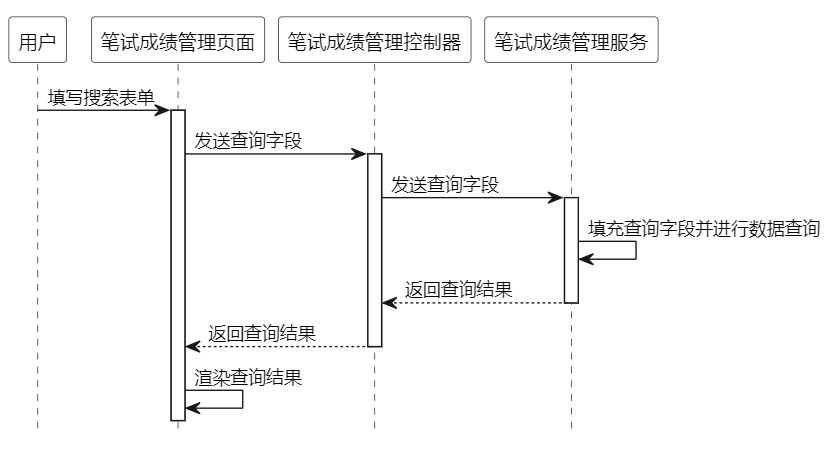 用户
笔试成绩管理页面
笔试成绩管理控制器
笔试成绩管理服务
填写搜索表单
发送查询字段
发送查询字段
填充查询字段并进行数据查询
返回查询结果
返回查询结果
渲染查询结果